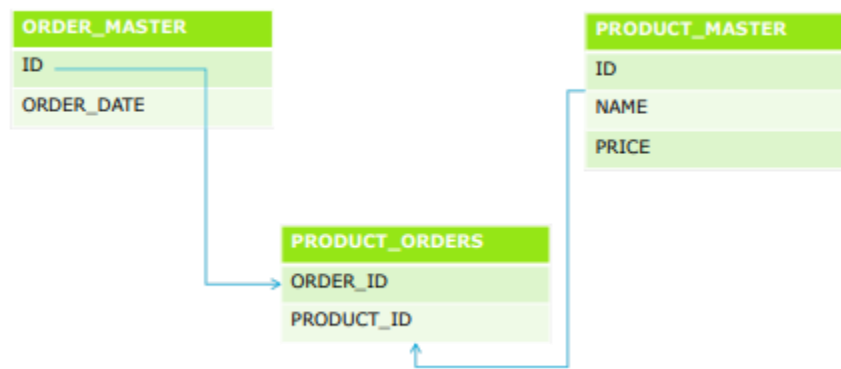 ORDER_MASTER
ID
ORDER_DATE
PRODUCT_MASTER
ID
NAME
PRICE
PRODUCT_ORDERS
ORDER_ID
PRODUCT_ID